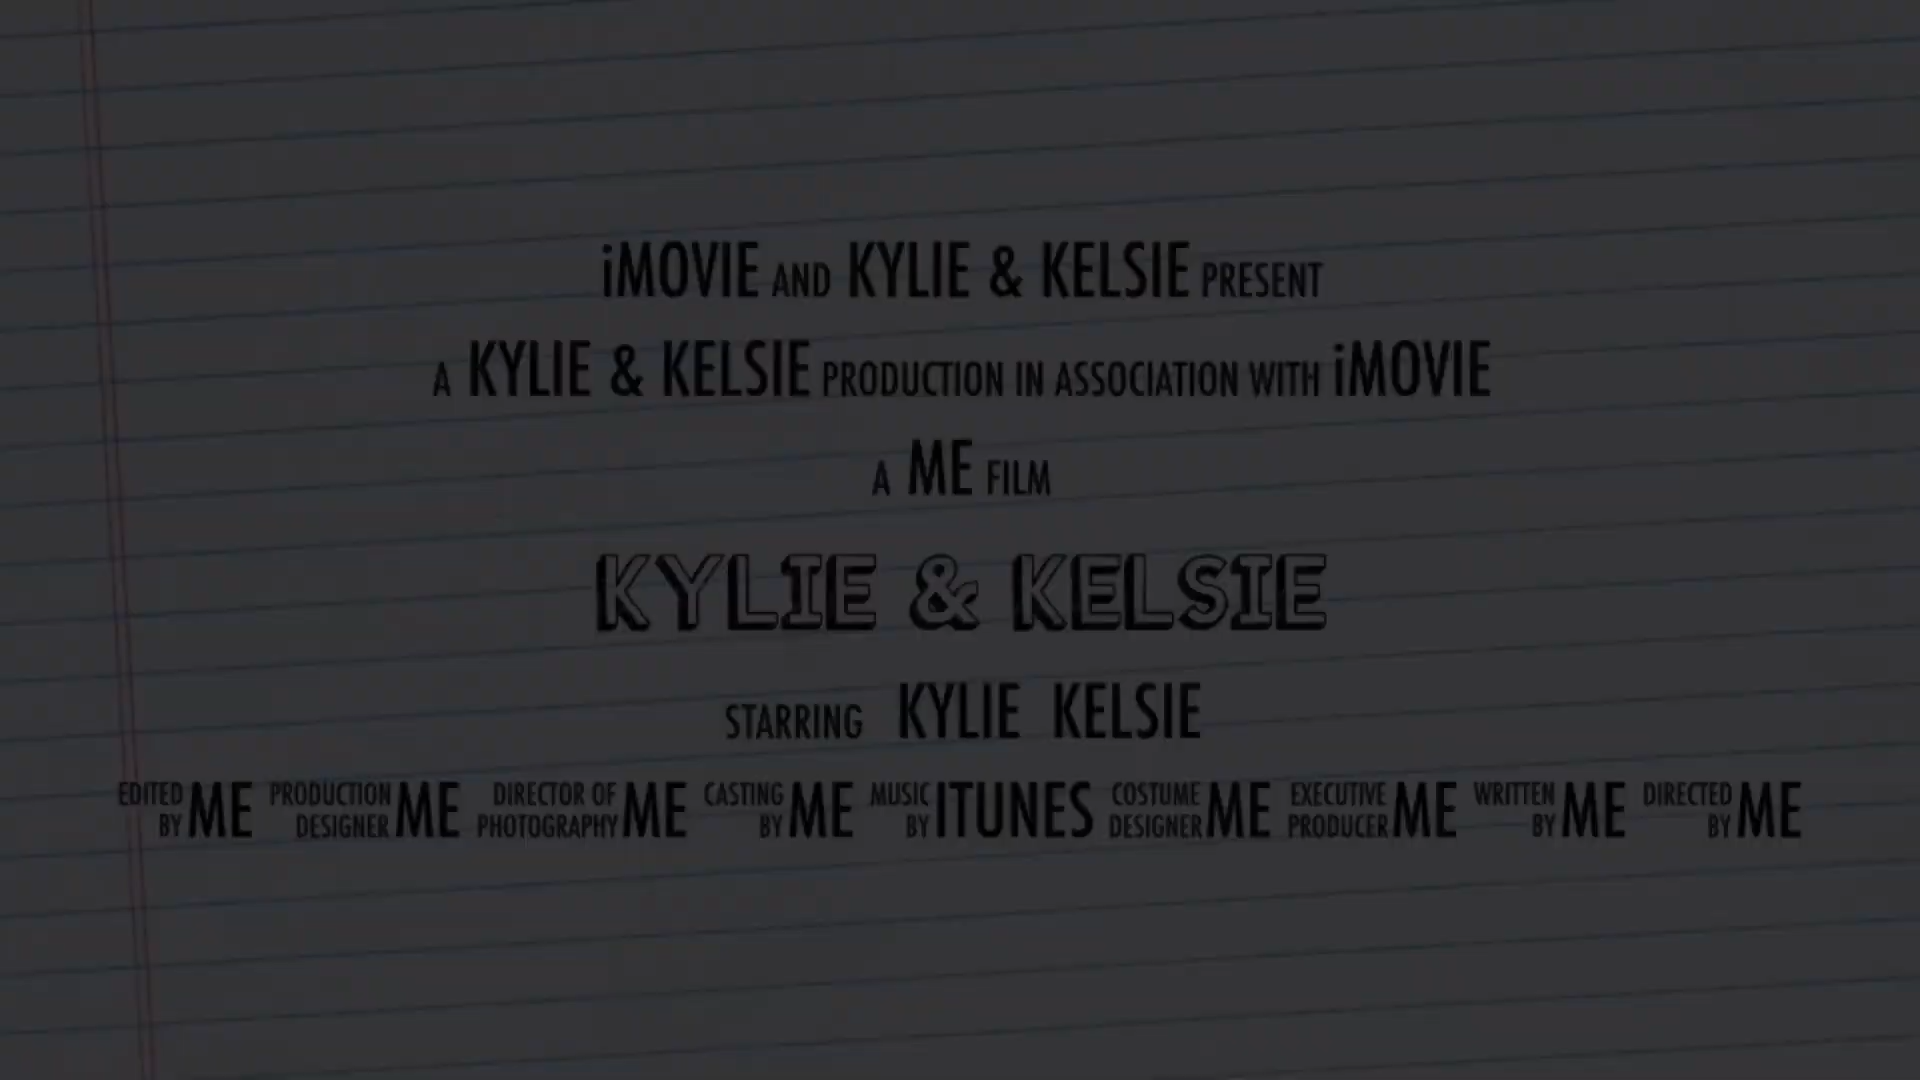 iMOVIE AND KYLIE & KELSIE PRESENT
A KYLIE & KELSIE PRODUCTION IN ASSOCIATION WITH iMOVIE
A ME FILM
KYLIE & KELSIE
STARRING KYLIE KELSIE
EDITED BY ME PRODUCTION DESIGNER ME DIRECTOR OF PHOTOGRAPHY ME CASTING BY ME MUSIC BY ITUNES COSTUME DESIGNER ME EXECUTIVE PRODUCER ME WRITTEN BY ME DIRECTED BY ME